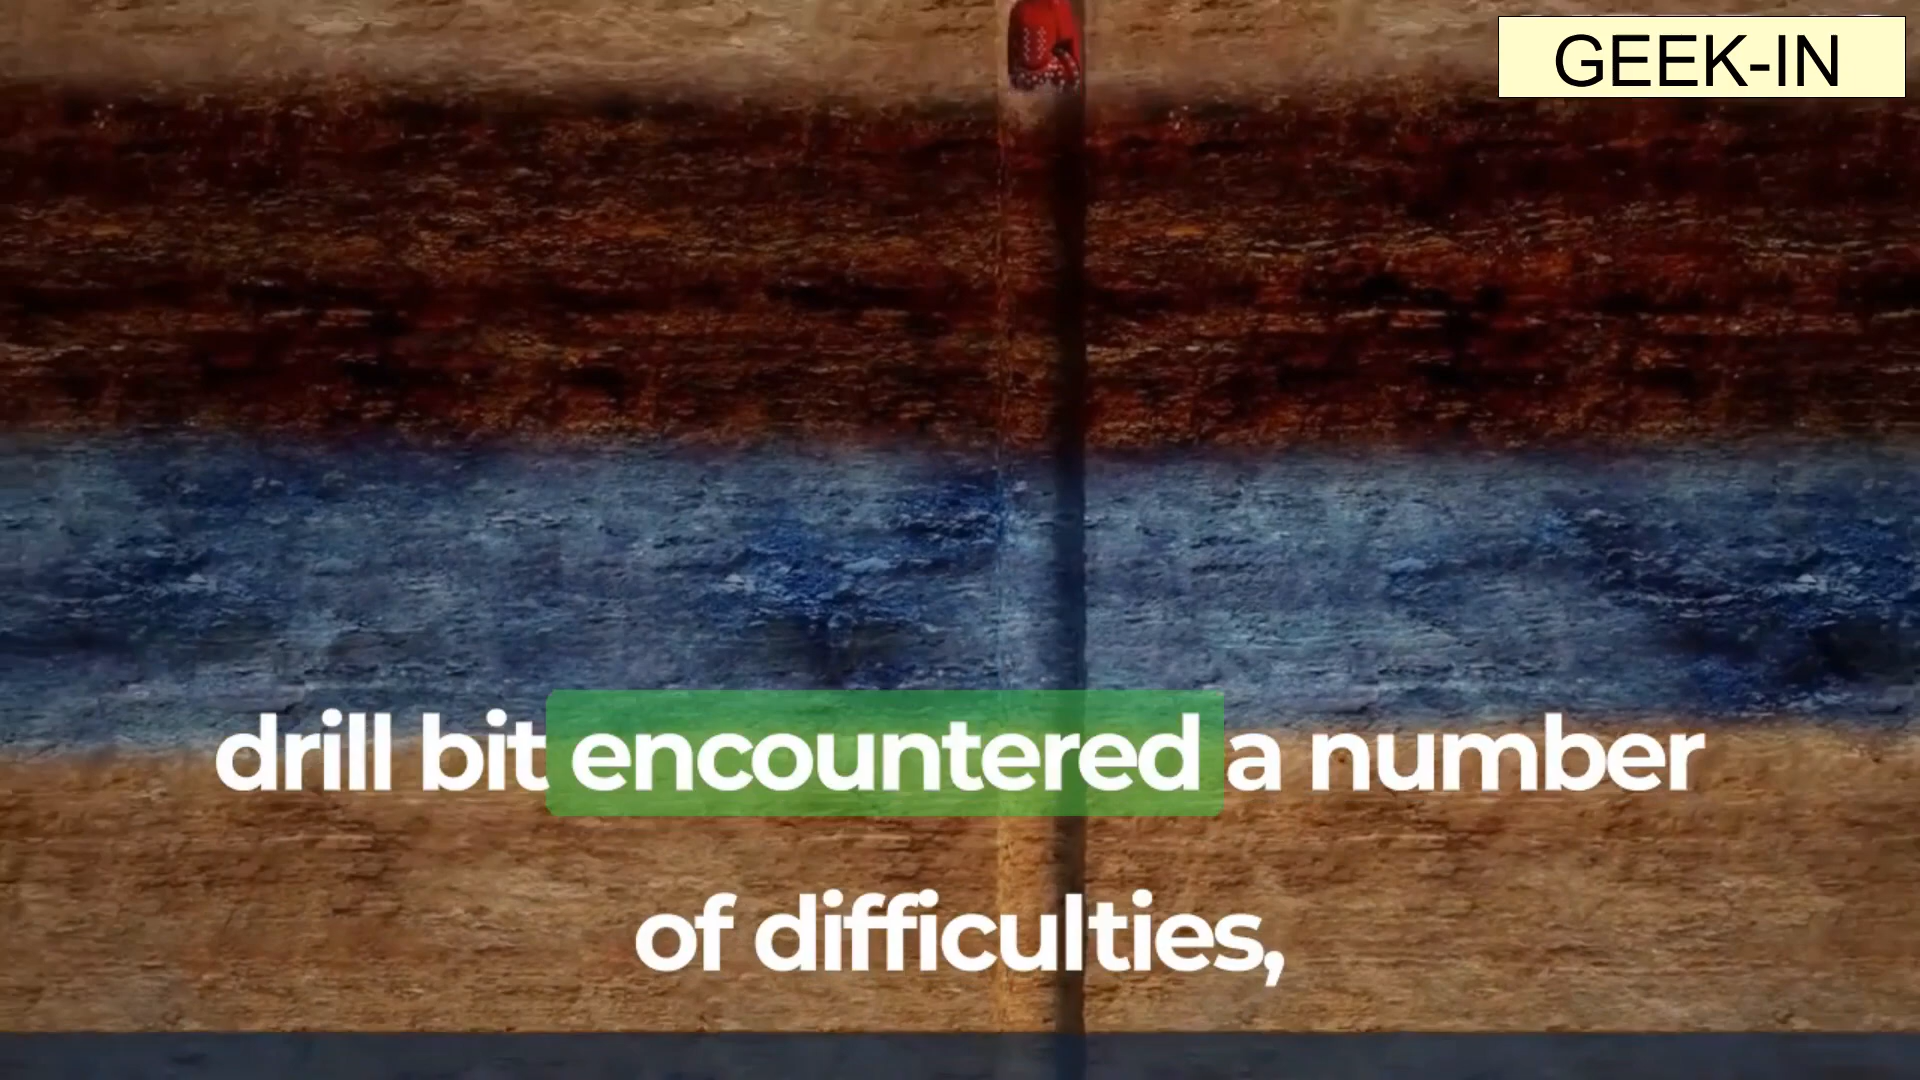 GEEK-IN
drill bit encountered a number
of difficulties,